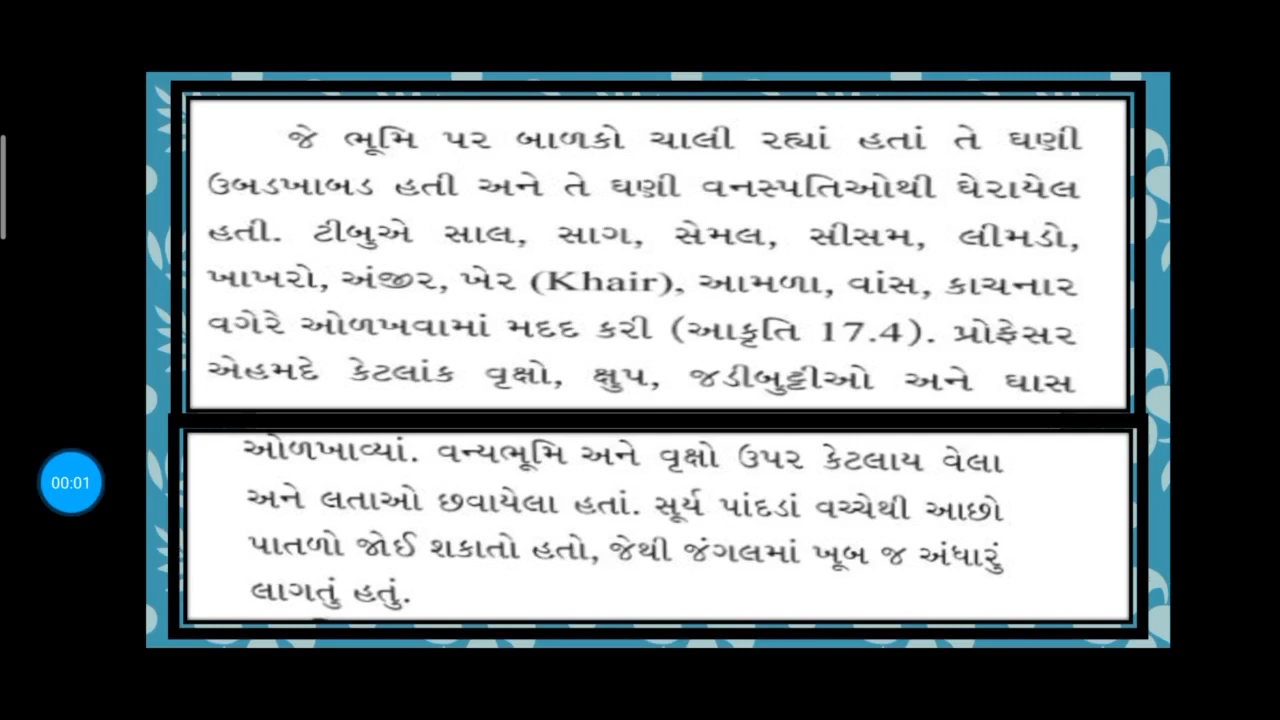 જે ભૂમિ પર બાળકો ચાલી રહ્યાં હતાં તે ઘણી
ઉબડખાબડ હતી અને તે ઘણી વનસ્પતિઓથી ઘેરાયેલ
હતી. ટીબુએ સાલ, સાગ, સેમલ, સીસમ, લીમડો,
ખાખરો, અંજીર, ખેર (Khair), આમળા, વાંસ, કાચનાર
વગેરે ઓળખવામાં મદદ કરી (આકૃતિ 17.4). પ્રોફેસર
એહમદે કેટલાંક વૃક્ષો, ક્ષુપ, જડીબુટ્ટીઓ અને ઘાસ
ઓળખાવ્યાં. વન્યભૂમિ અને વૃક્ષો ઉપર કેટલાય વેલા
અને લતાઓ છવાયેલા હતાં. સૂર્ય પાંદડાં વચ્ચેથી આછો
પાતળો જોઈ શકાતો હતો, જેથી જંગલમાં ખૂબ જ અંધારું
લાગતું હતું.
00:01